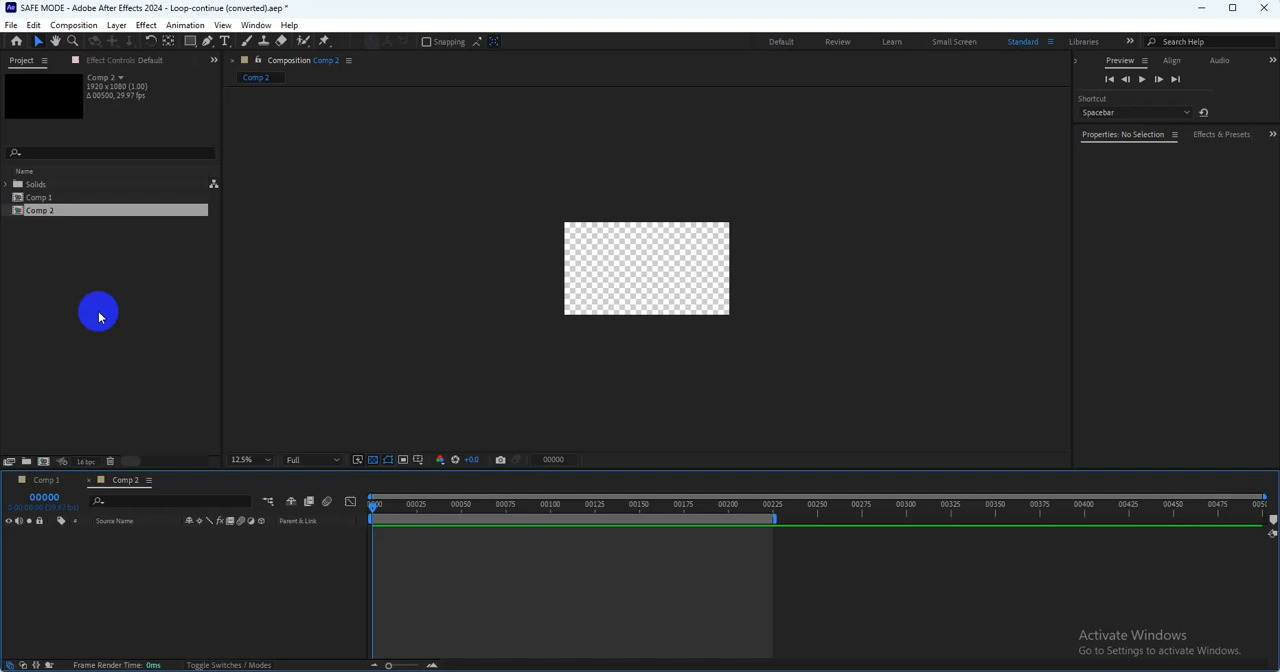 SAFE MODE - Adobe After Effects 2024 - Loop-continue (converted).aep *
File Edit Composition Layer Effect Animation View Window Help
Snapping Default Review Learn Small Screen Standard Libraries Search Help
Project Effect Controls Default
Composition Comp 2
Preview Align Audio
Comp 2
1920 x 1080 (1.00)
Δ 00500, 29.97 fps
Comp 2
Shortcut
Spacebar
Properties: No Selection Effects & Presets
Name
Solids
Comp 1
Comp 2
16 bpc
12.5% Full +0.0 00000
Comp 1 Comp 2
00000
00025 00050 00075 00100 00125 00150 00175 00200 00225 00250 00275 00300 00325 00350 00375 00400 00425 00450 00475
# Source Name Parent & Link
Frame Render Time: 0ms Toggle Switches / Modes
Activate Windows
Go to Settings to activate Windows.